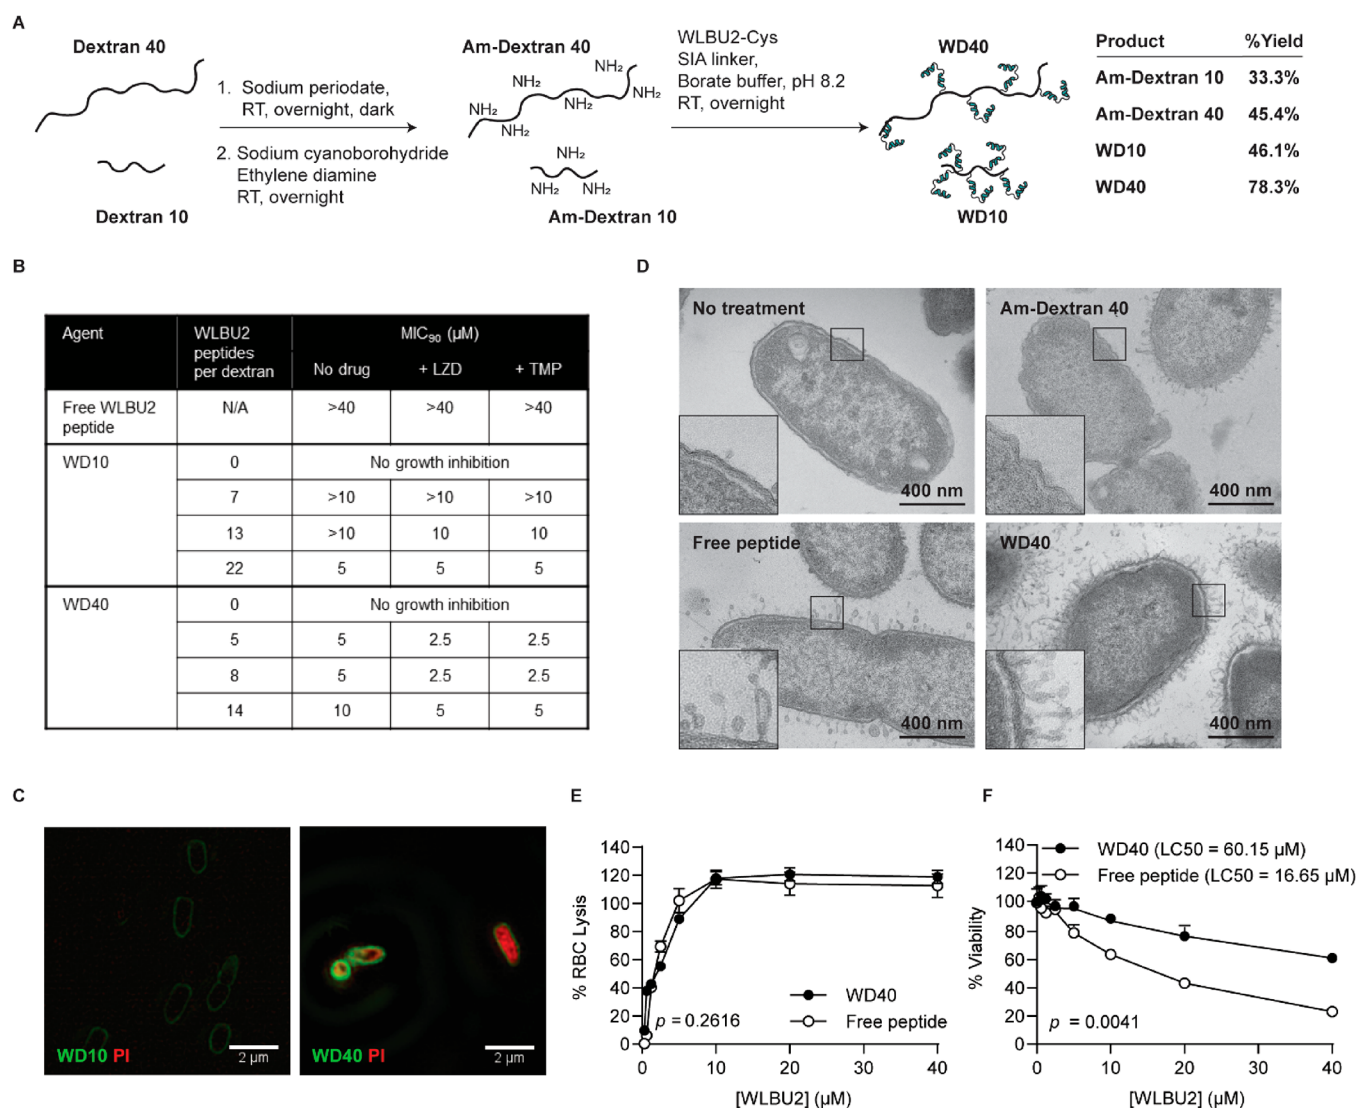 A
Dextran 40
Dextran 10
1. Sodium periodate,
RT, overnight, dark
2. Sodium cyanoborohydride
Ethylene diamine
RT, overnight
Am-Dextran 40
NH₂
NH₂
NH₂
NH₂
NH₂
NH₂
NH₂
NH₂ NH₂
Am-Dextran 10
WLBU2-Cys
SIA linker,
Borate buffer, pH 8.2
RT, overnight
WD40
WD10
Product %Yield
Am-Dextran 10 33.3%
Am-Dextran 40 45.4%
WD10 46.1%
WD40 78.3%
B
Agent WLBU2 peptides per dextran MIC₉₀ (µM)
No drug + LZD + TMP
Free WLBU2 peptide N/A >40 >40 >40
WD10 0 No growth inhibition
7 >10 >10 >10
13 >10 10 10
22 5 5 5
WD40 0 No growth inhibition
5 5 2.5 2.5
8 5 2.5 2.5
14 10 5 5
C
WD10 PI
2 µm
WD40 PI
2 µm
D
No treatment
400 nm
Am-Dextran 40
400 nm
Free peptide
400 nm
WD40
400 nm
E
% RBC Lysis
140
120
100
80
60
40
20
0
0 10 20 30 40
[WLBU2] (µM)
WD40
Free peptide
p = 0.2616
F
% Viability
140
120
100
80
60
40
20
0
0 10 20 30 40
[WLBU2] (µM)
WD40 (LC50 = 60.15 µM)
Free peptide (LC50 = 16.65 µM)
p = 0.0041